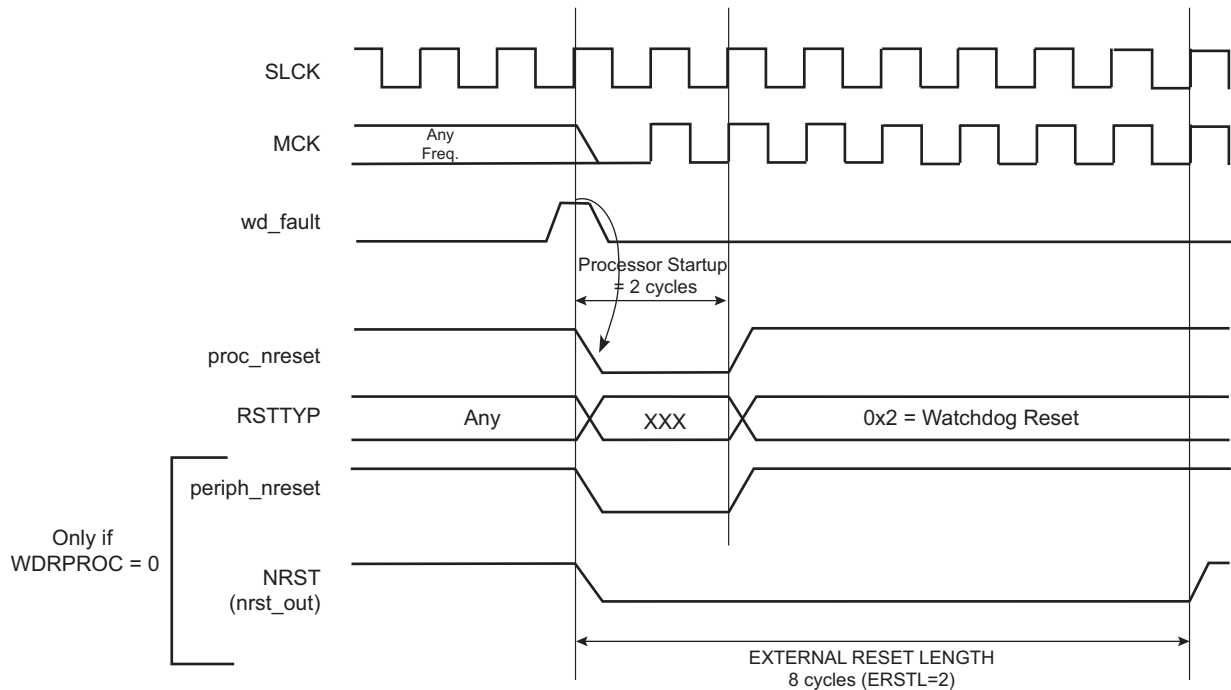 SLCK
MCK
Any
Freq.
wd_fault
Processor Startup
= 2 cycles
proc_nreset
RSTTYP
Any
XXX
0x2 = Watchdog Reset
periph_nreset
Only if
WDRPROC = 0
NRST
(nrst_out)
EXTERNAL RESET LENGTH
8 cycles (ERSTL=2)